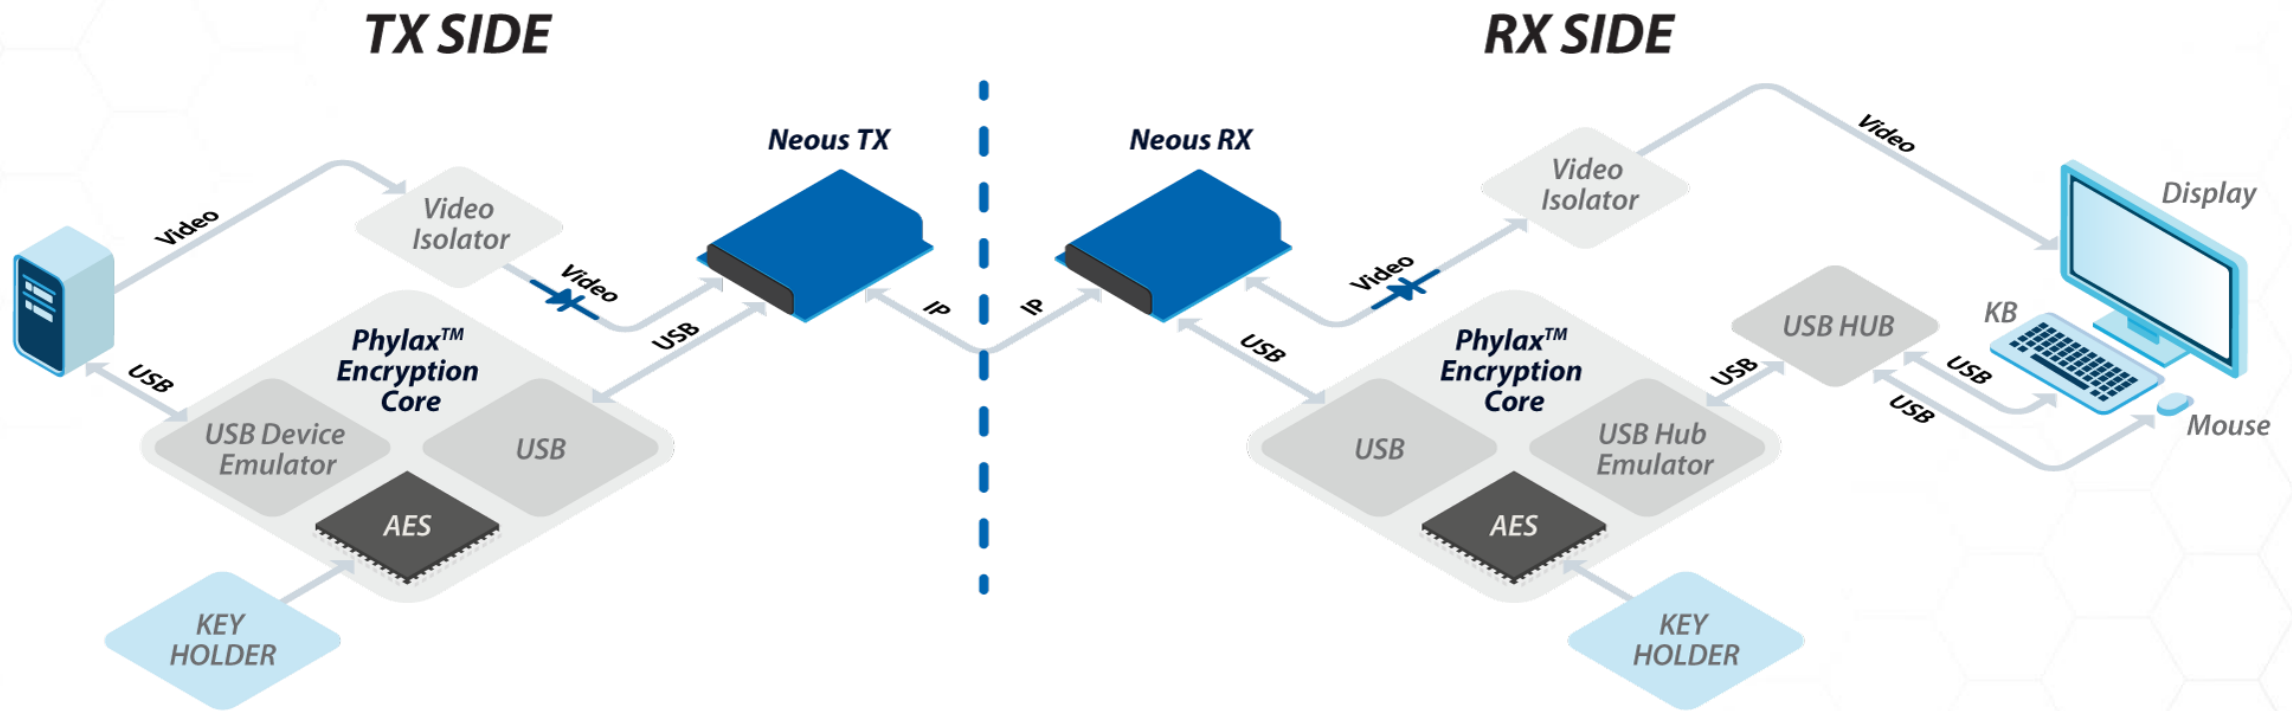 TX SIDE
RX SIDE
Neous TX
Neous RX
Video
Video
Isolator
Video
USB
USB
Phylax™
Encryption
Core
USB Device
Emulator
USB
AES
KEY
HOLDER
IP
IP
Video
Isolator
Video
Video
Display
USB
Phylax™
Encryption
Core
USB
USB Hub
Emulator
AES
KEY
HOLDER
USB
USB HUB
USB
USB
KB
Mouse